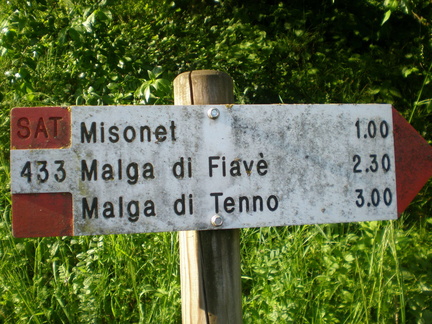 SAT Misonet 1.00
433 Malga di Fiavè 2.30
Malga di Tenno 3.00